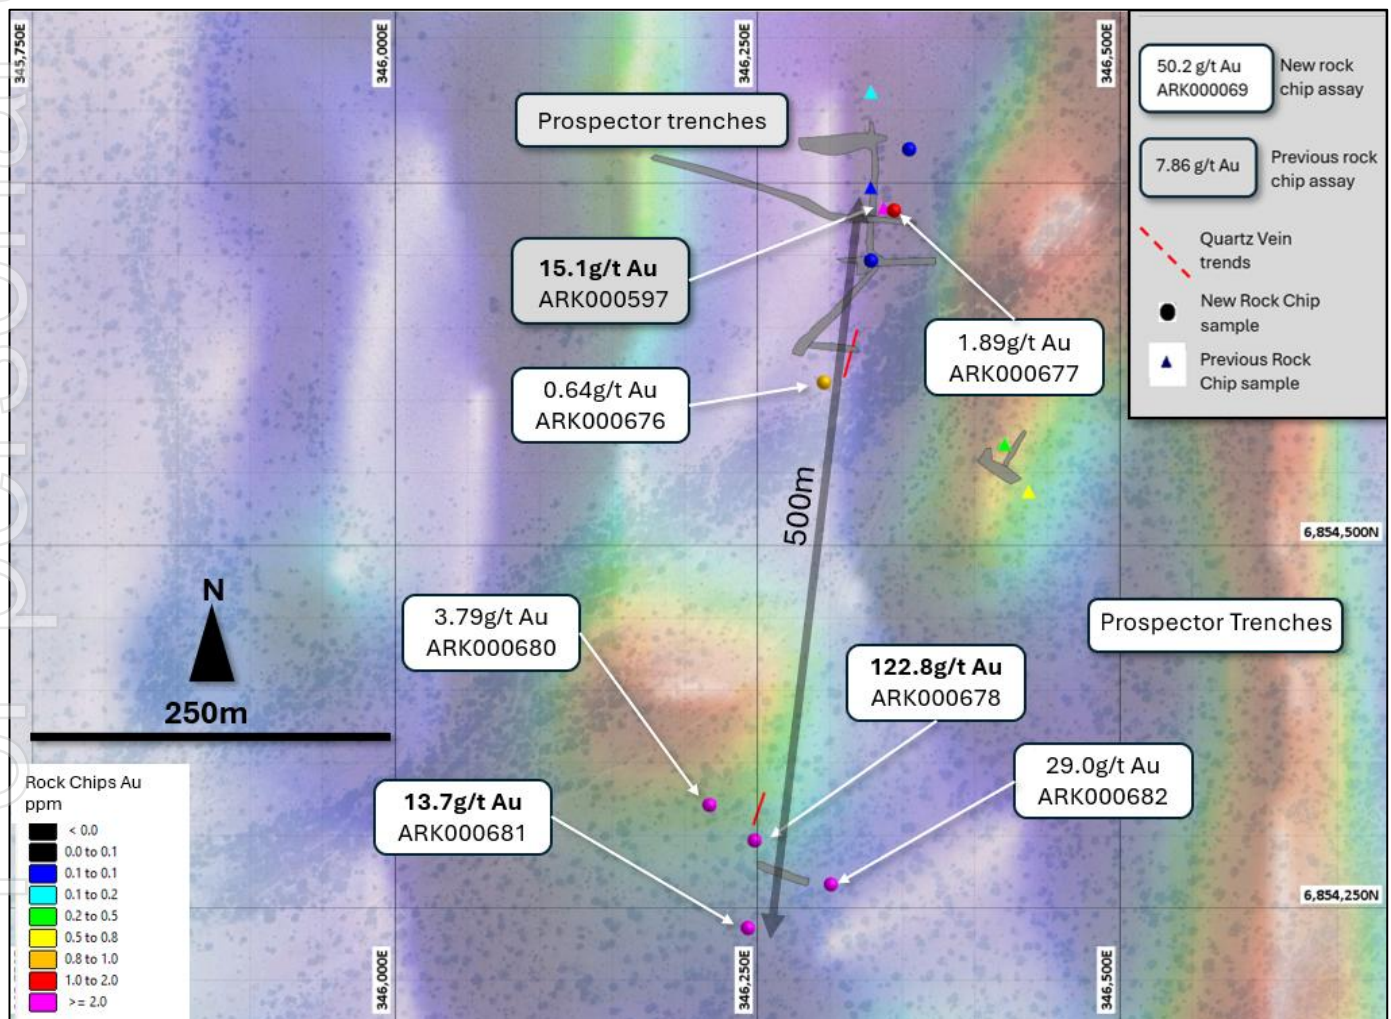 For personal use only
345,750E
346,000E
346,250E
346,500E
50.2 g/t Au
ARK000069
New rock
chip assay
7.86 g/t Au
Previous rock
chip assay
Quartz Vein
trends
New Rock Chip
sample
Previous Rock
Chip sample
Prospector trenches
15.1g/t Au
ARK000597
1.89g/t Au
ARK000677
0.64g/t Au
ARK000676
500m
6,854,500N
N
250m
3.79g/t Au
ARK000680
Prospector Trenches
122.8g/t Au
ARK000678
29.0g/t Au
ARK000682
13.7g/t Au
ARK000681
Rock Chips Au
ppm
< 0.0
0.0 to 0.1
0.1 to 0.1
0.1 to 0.2
0.2 to 0.5
0.5 to 0.8
0.8 to 1.0
1.0 to 2.0
>= 2.0
6,854,250N
346,000E
346,250E
346,500E